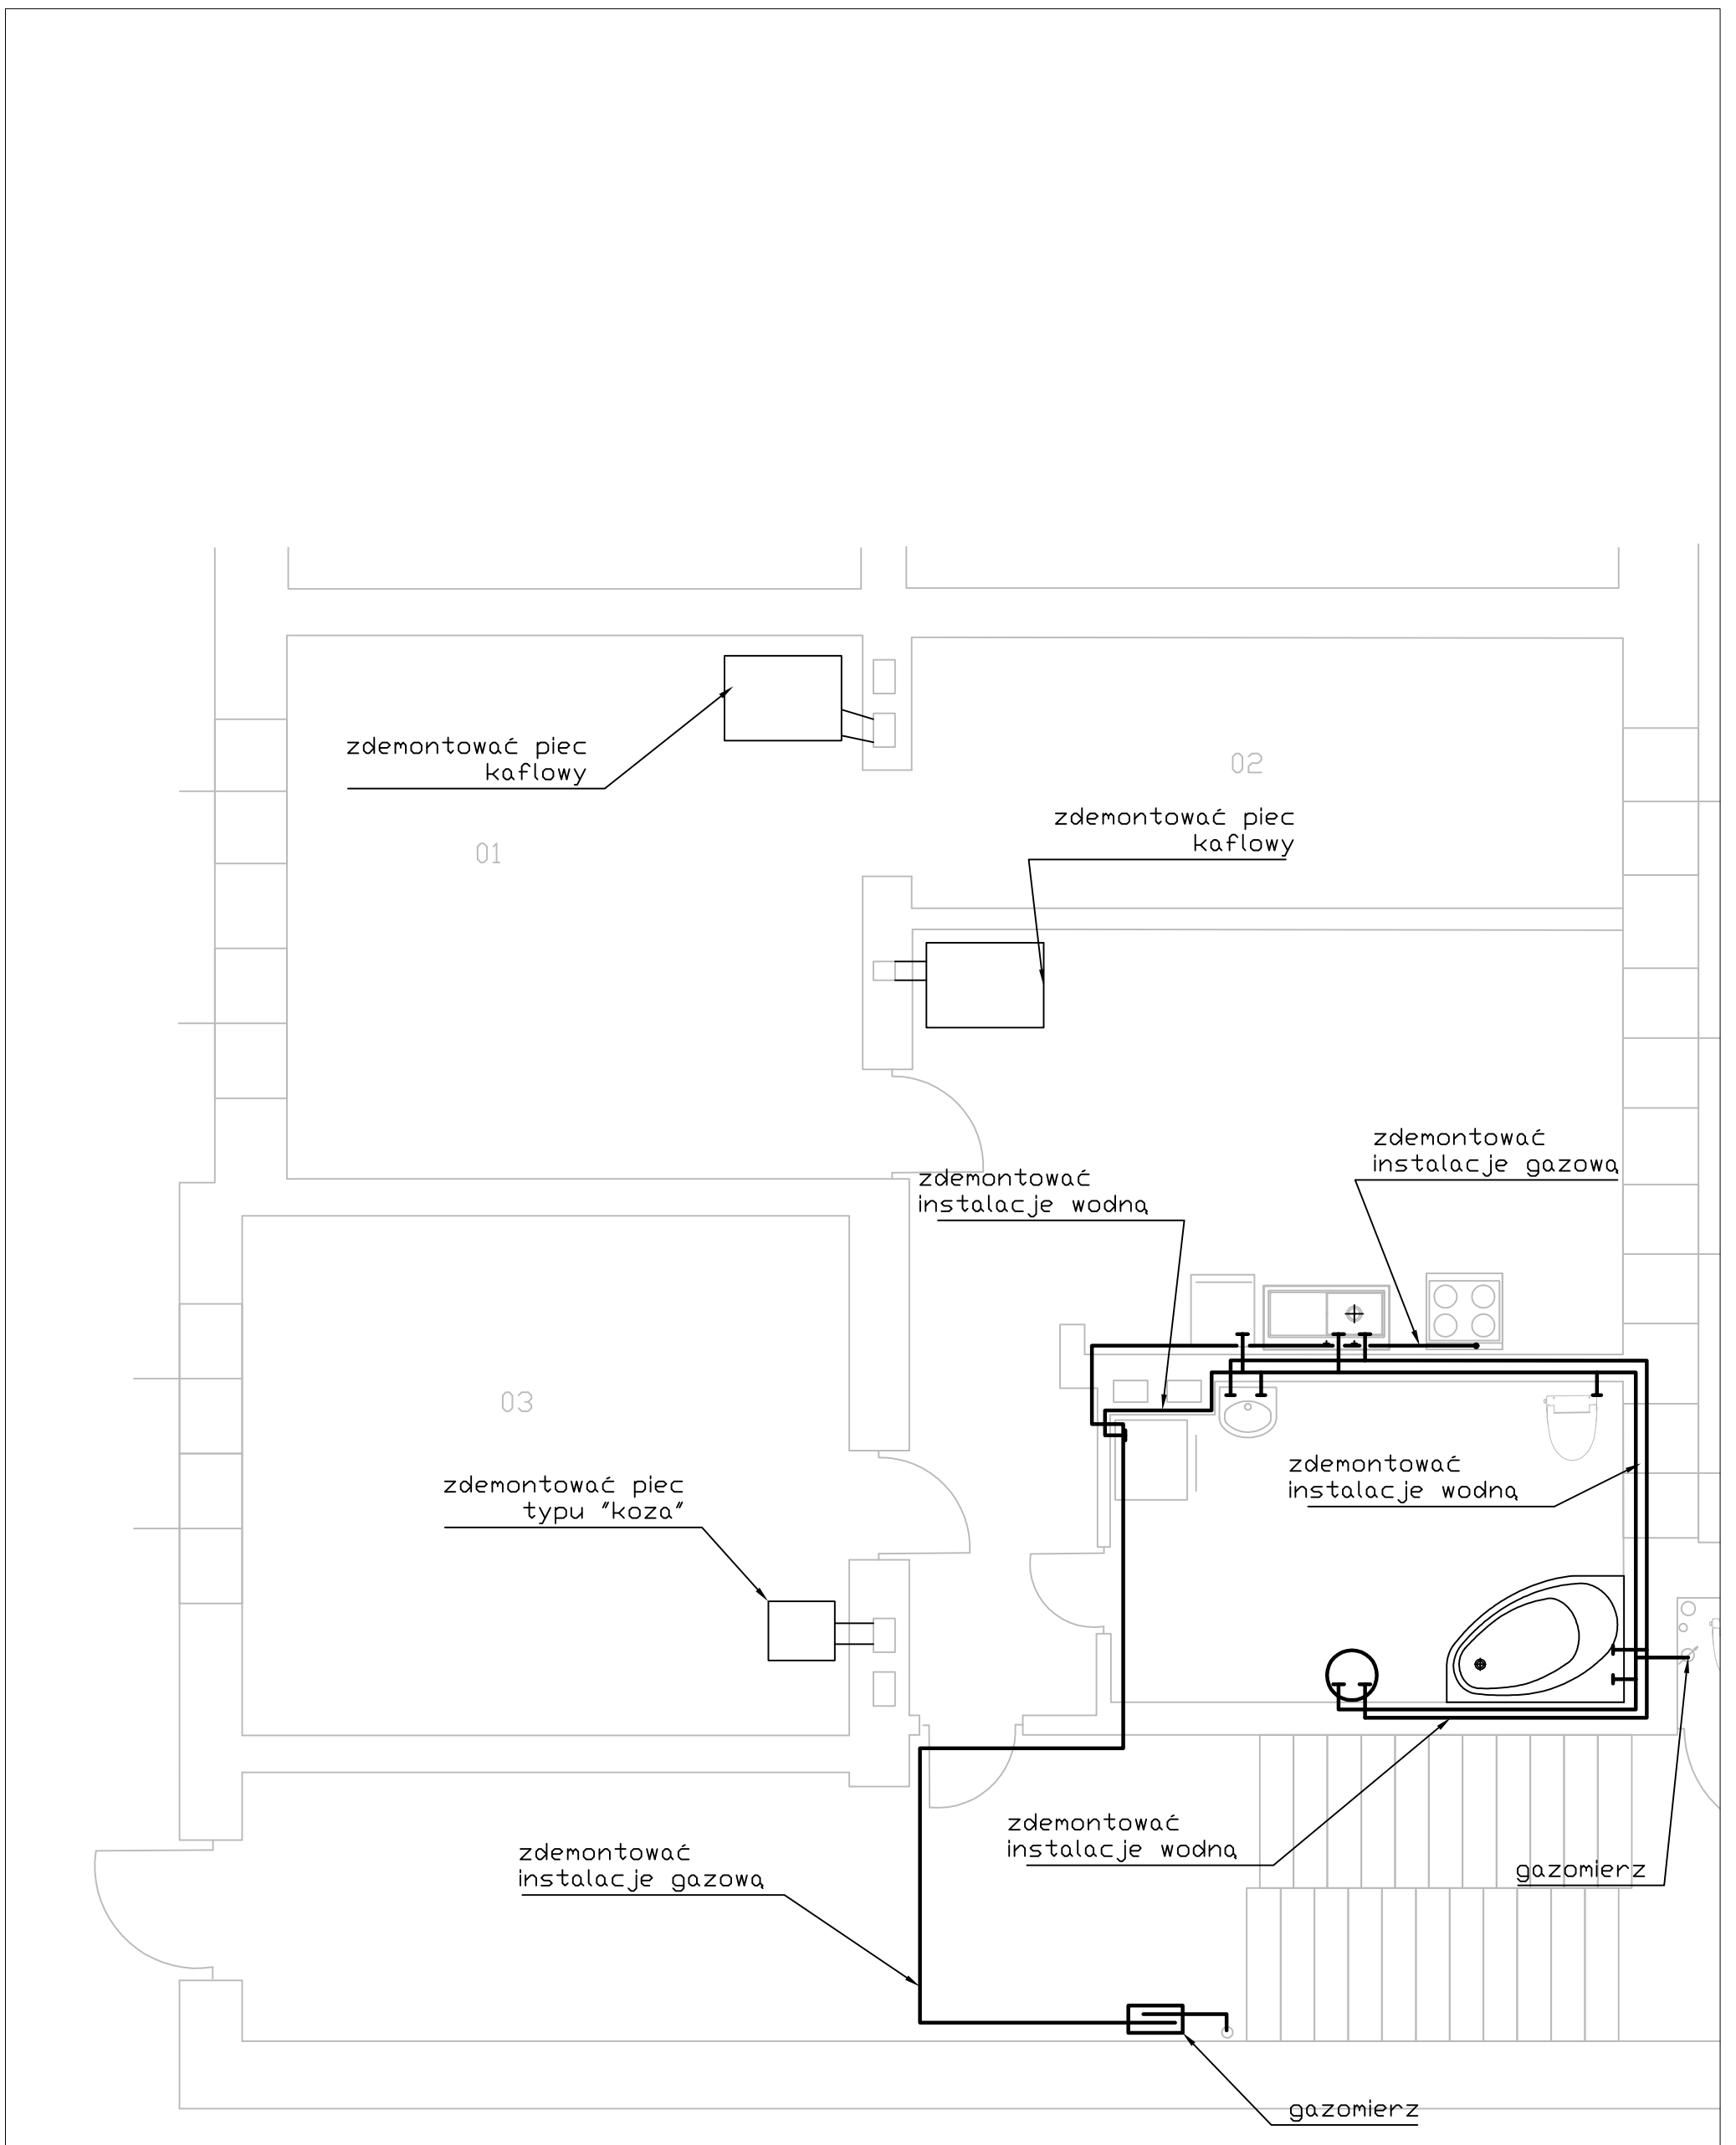 zdemontować piec
kaflowy
02
zdemontować piec
kaflowy
01
zdemontować
instalacje gazową
zdemontować
instalacje wodną
03
zdemontować
instalacje wodną
zdemontować piec
typu "koza"
zdemontować
instalacje wodną
zdemontować
instalacje gazową
gazomierz
gazomierz